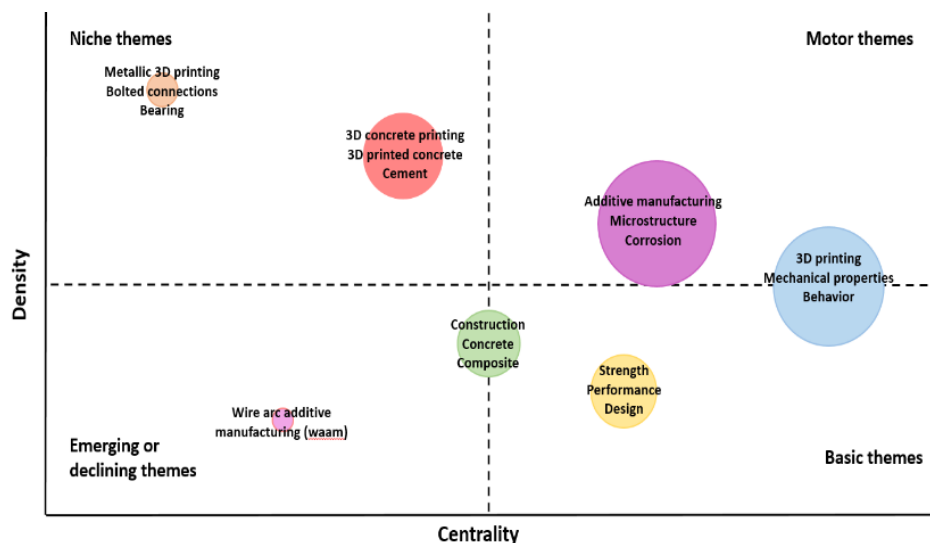 Niche themes
Motor themes
Metallic 3D printing
Bolted connections
Bearing
3D concrete printing
3D printed concrete
Cement
Additive manufacturing
Microstructure
Corrosion
3D printing
Mechanical properties
Behavior
Density
Construction
Concrete
Composite
Strength
Performance
Design
Wire arc additive
manufacturing (waam)
Emerging or
declining themes
Basic themes
Centrality